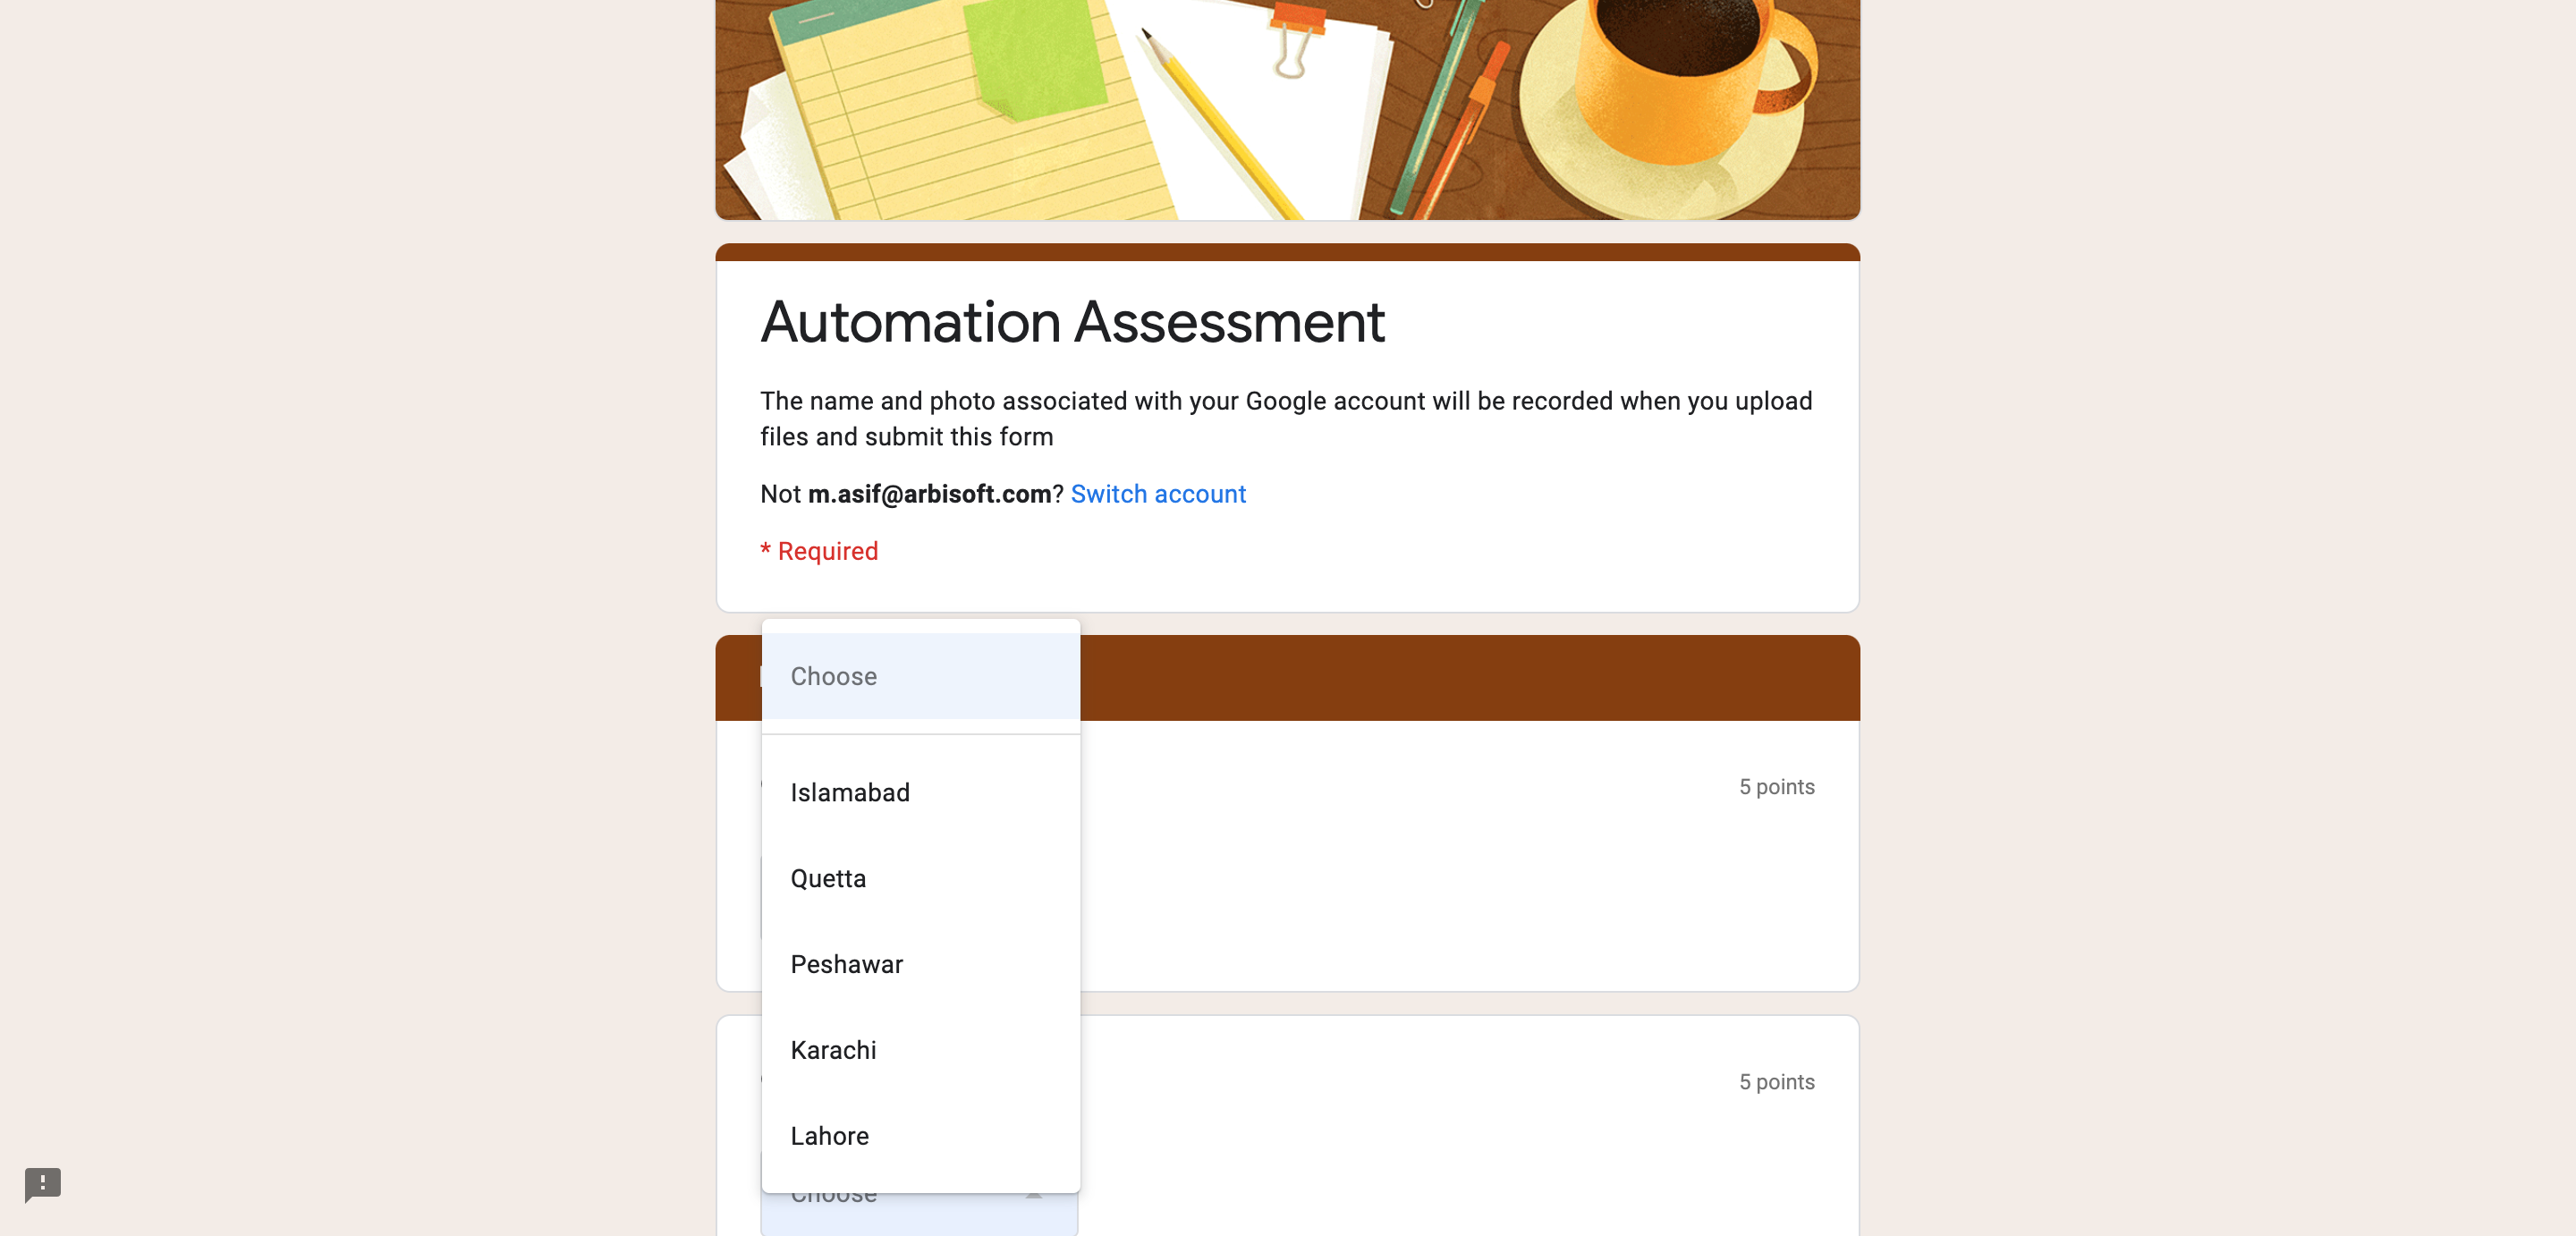 Automation Assessment
The name and photo associated with your Google account will be recorded when you upload
files and submit this form
Not m.asif@arbisoft.com? Switch account
* Required
Choose
Islamabad
5 points
Quetta
Peshawar
Karachi
5 points
Lahore
Choose